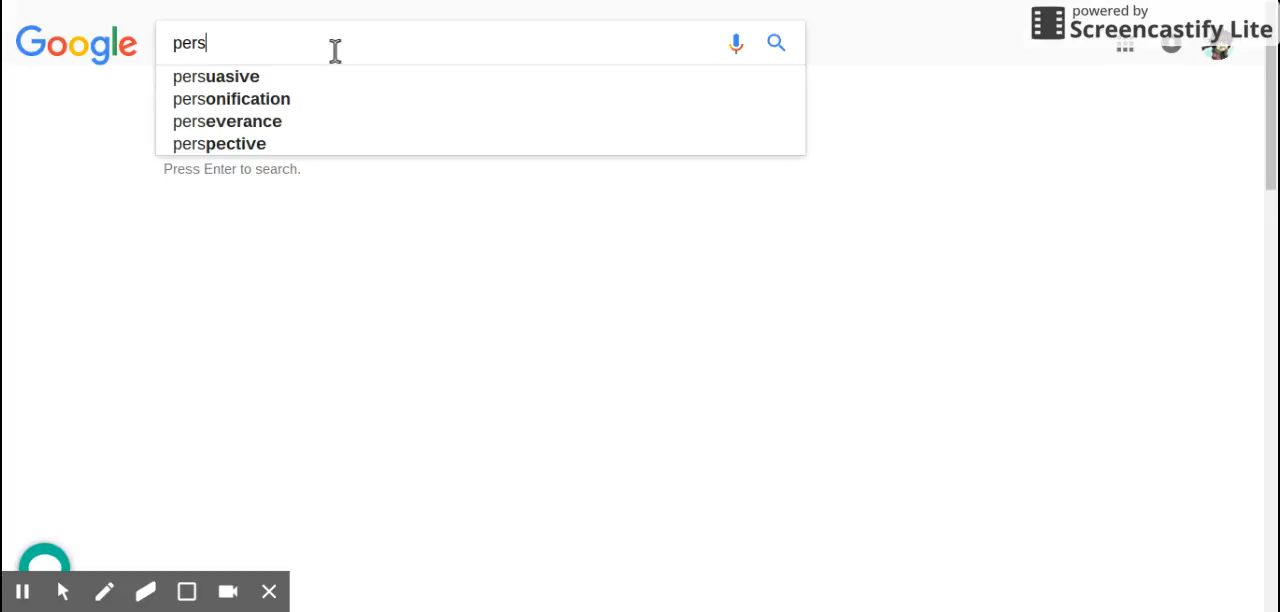 Google
pers
powered by
Screencastify Lite
persuasive
personification
perseverance
perspective
Press Enter to search.